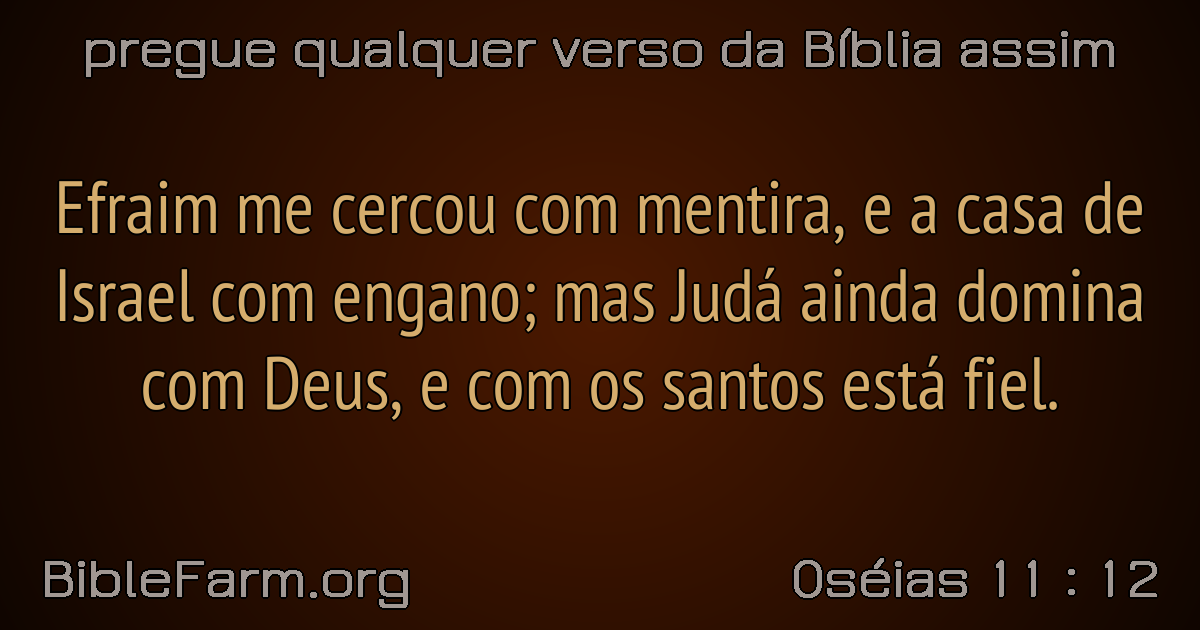 pregue qualquer verso da Bíblia assim
Efraim me cercou com mentira, e a casa de
Israel com engano; mas Judá ainda domina
com Deus, e com os santos está fiel.
BibleFarm.org
Oséias 11 : 12